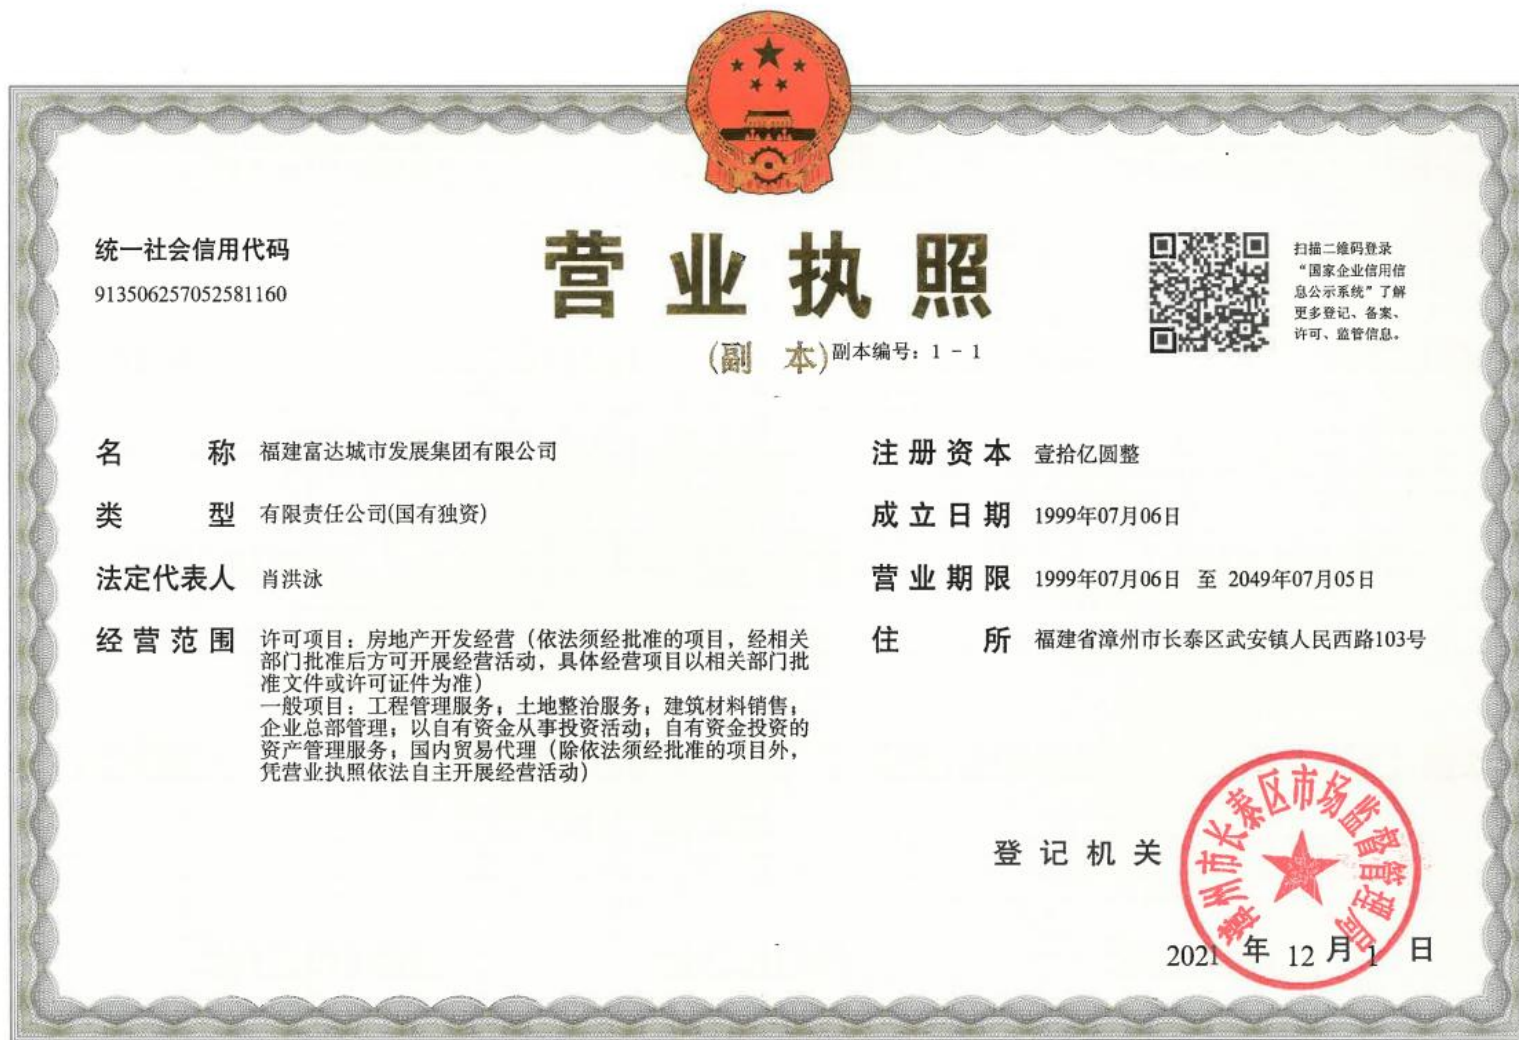 统一社会信用代码
913506257052581160
营业执照
(副 本)副本编号：1 - 1
扫描二维码登录
“国家企业信用信
息公示系统”了解
更多登记、备案、
许可、监管信息。
名 称 福建富达城市发展集团有限公司
类 型 有限责任公司(国有独资)
法定代表人 肖洪泳
经营范围 许可项目：房地产开发经营（依法须经批准的项目，经相关
部门批准后方可开展经营活动，具体经营项目以相关部门批
准文件或许可证件为准）
一般项目：工程管理服务；土地整治服务；建筑材料销售；
企业总部管理；以自有资金从事投资活动；自有资金投资的
资产管理服务；国内贸易代理（除依法须经批准的项目外，
凭营业执照依法自主开展经营活动）
注册资本 壹拾亿圆整
成立日期 1999年07月06日
营业期限 1999年07月06日 至 2049年07月05日
住 所 福建省漳州市长泰区武安镇人民西路103号
登记机关
漳州市长泰区市场监督管理局
2021 年 12 月 1 日